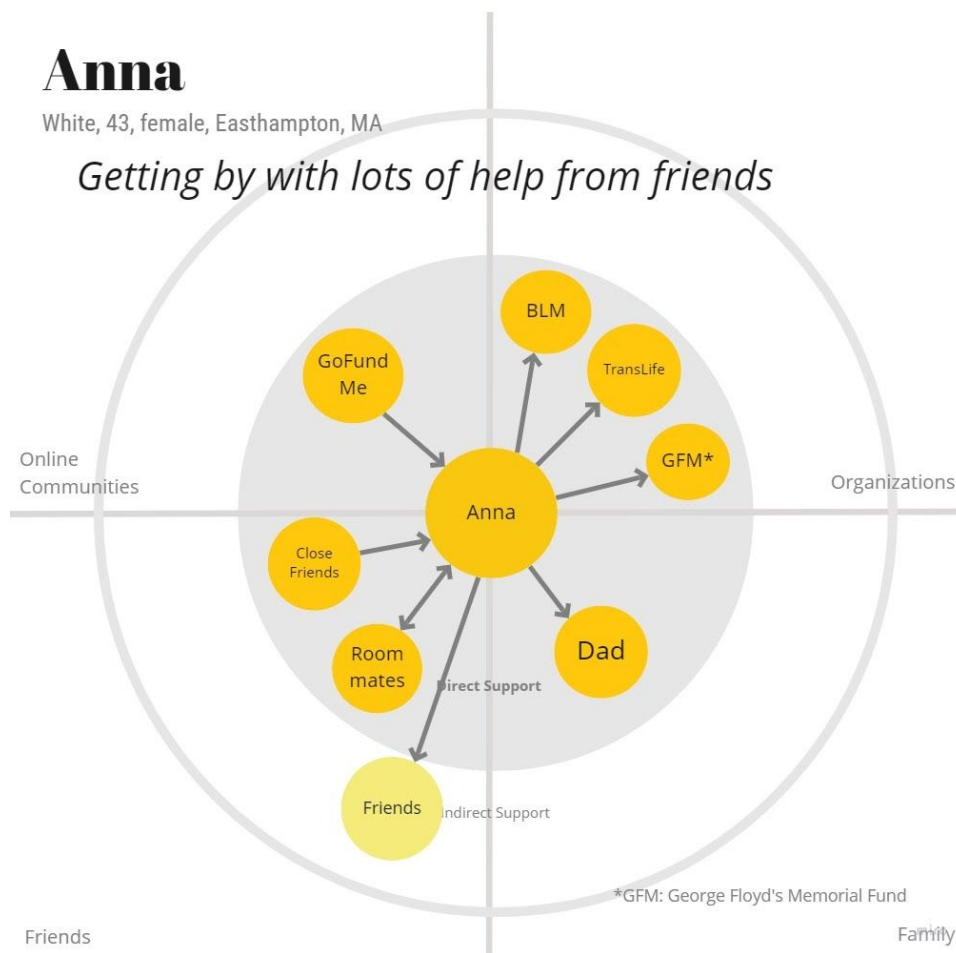 Anna
White, 43, female, Easthampton, MA
Getting by with lots of help from friends
BLM
GoFund
Me
TransLife
Online
Communities
GFM*
Organizations
Anna
Close
Friends
Room
mates
Dad
Direct Support
Friends
Indirect Support
*GFM: George Floyd's Memorial Fund
Friends
Family